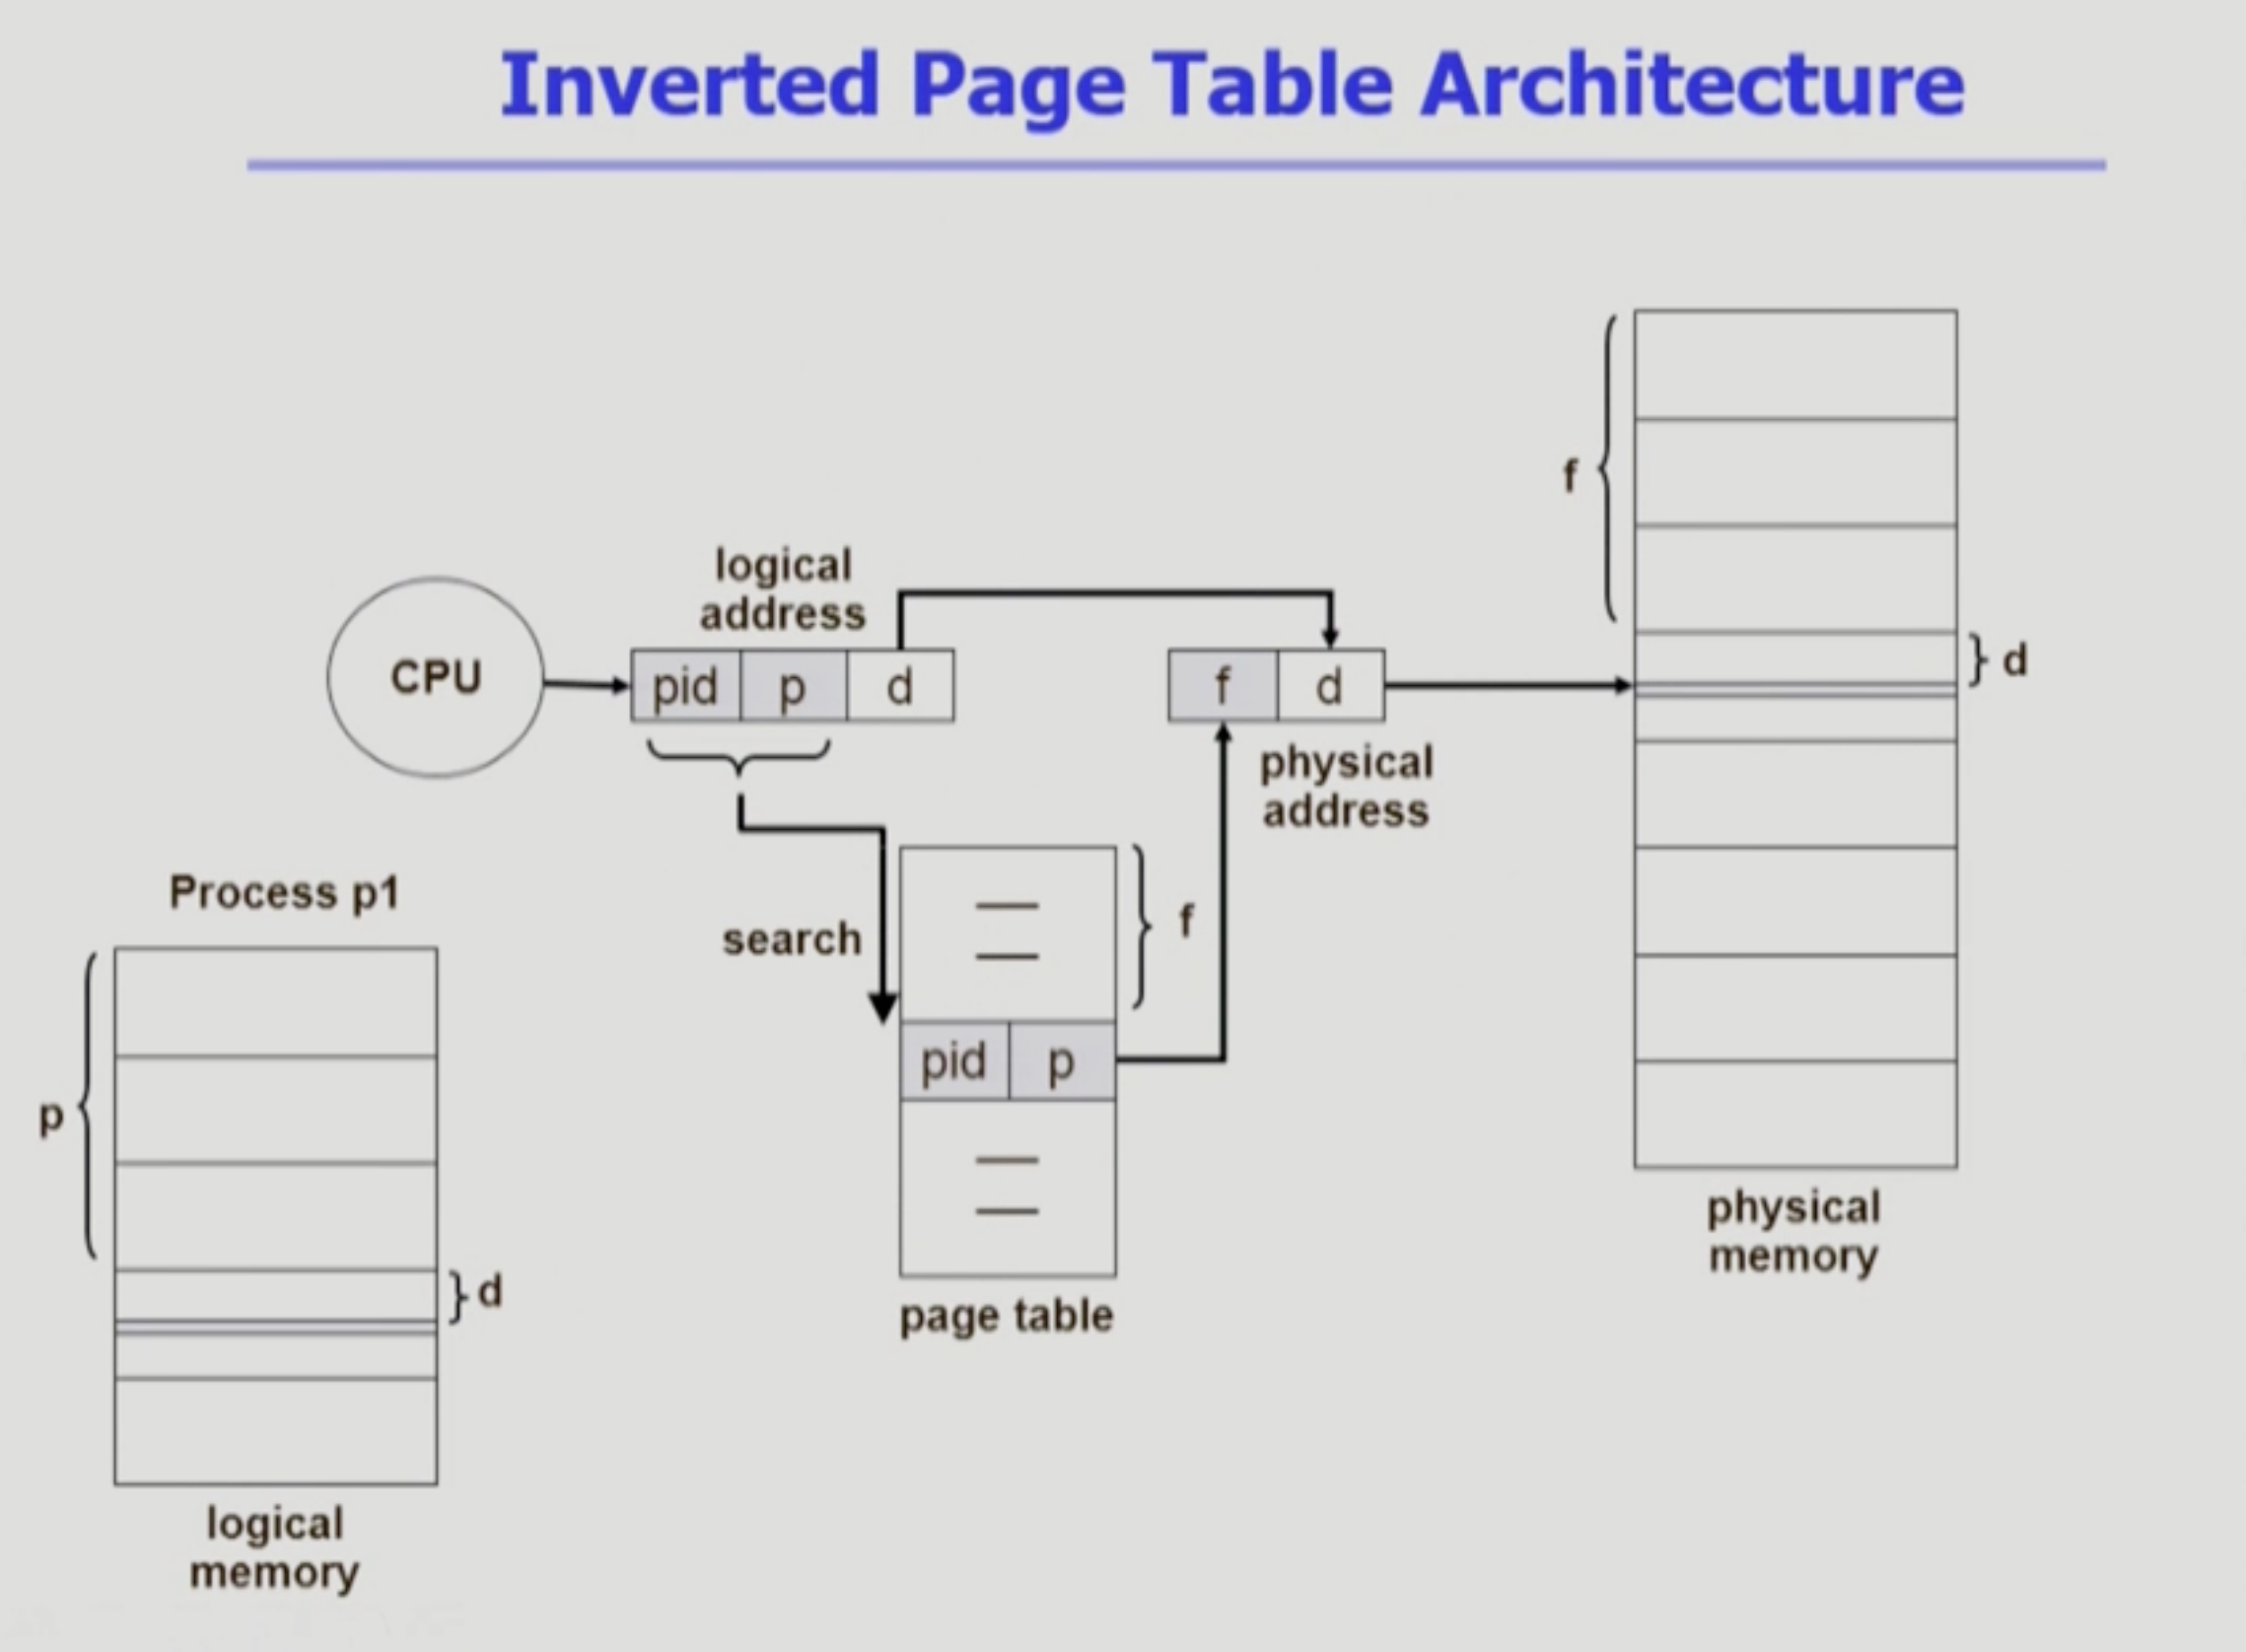 Inverted Page Table Architecture
logical
address
CPU
pid p d
f d
physical
address
f
d
Process p1
search
f
pid p
p
d
page table
physical
memory
logical
memory